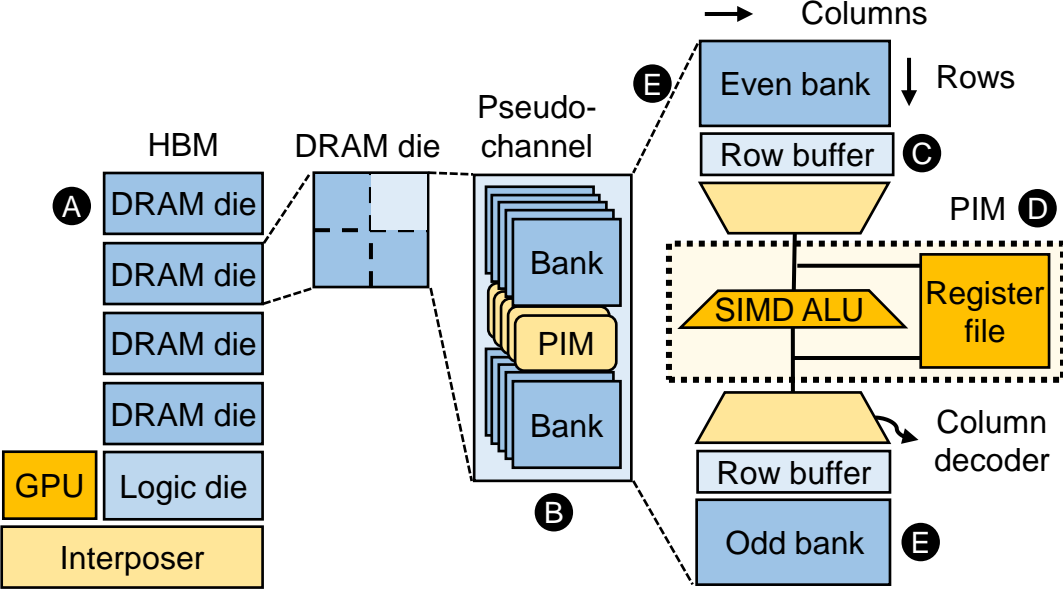 HBM
A
DRAM die
DRAM die
DRAM die
DRAM die
GPU
Logic die
Interposer
DRAM die
Pseudo-
channel
Bank
PIM
Bank
B
Columns
E
Even bank
Rows
Row buffer
C
PIM
D
SIMD ALU
Register
file
Column
decoder
Row buffer
Odd bank
E